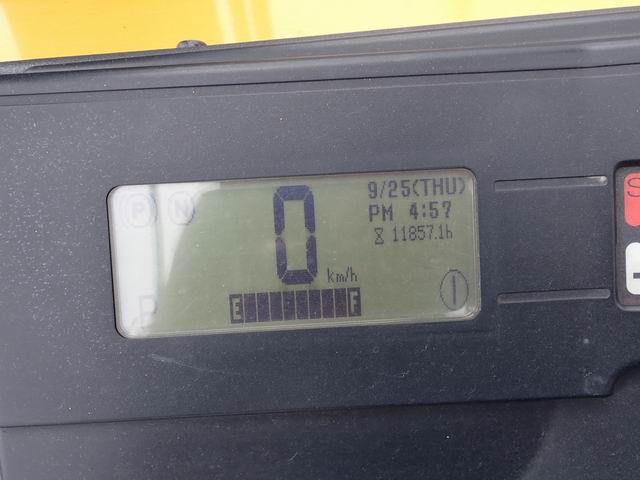 P N
0 km/h
9/25(THU)
PM 4:57
11857.1h
E F
P
S